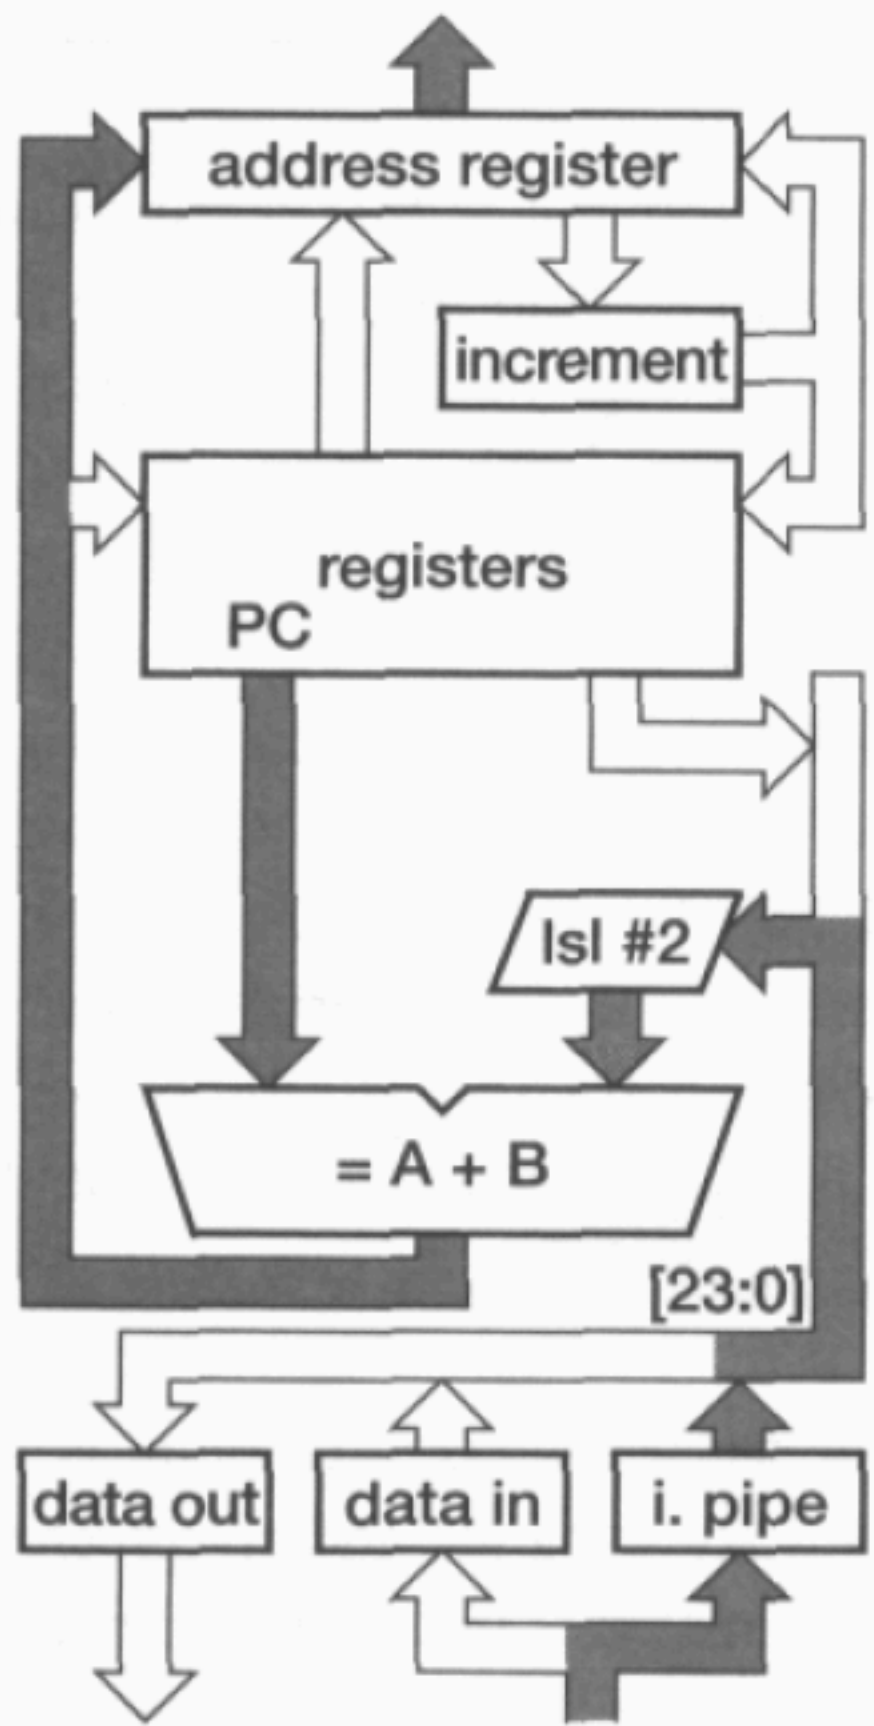 address register
increment
registers
PC
lsl #2
= A + B
[23:0]
data out
data in
i. pipe